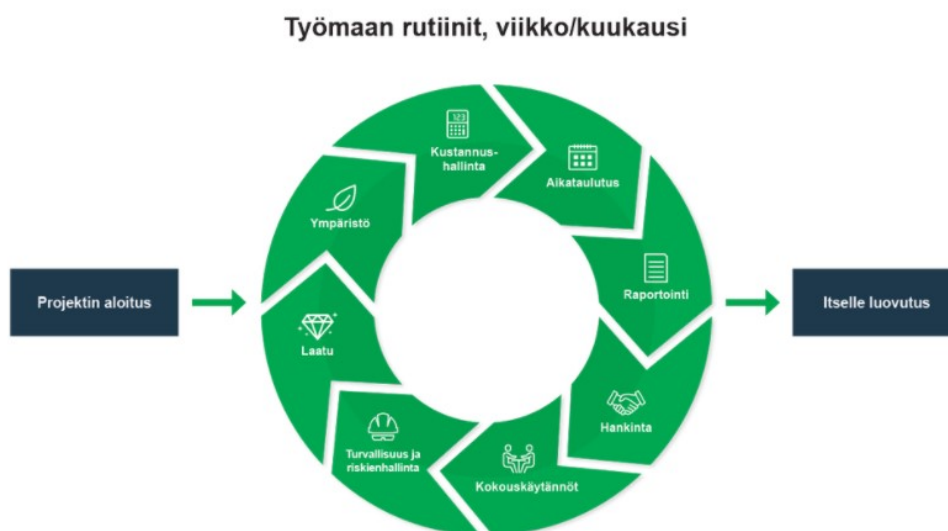 Työmaan rutiinit, viikko/kuukausi
Projektin aloitus
123
Kustannus-
hallinta
Aikataulutus
Raportointi
Hankinta
Kokouskäytännöt
Turvallisuus ja
riskienhallinta
Laatu
Ympäristö
Itselle luovutus